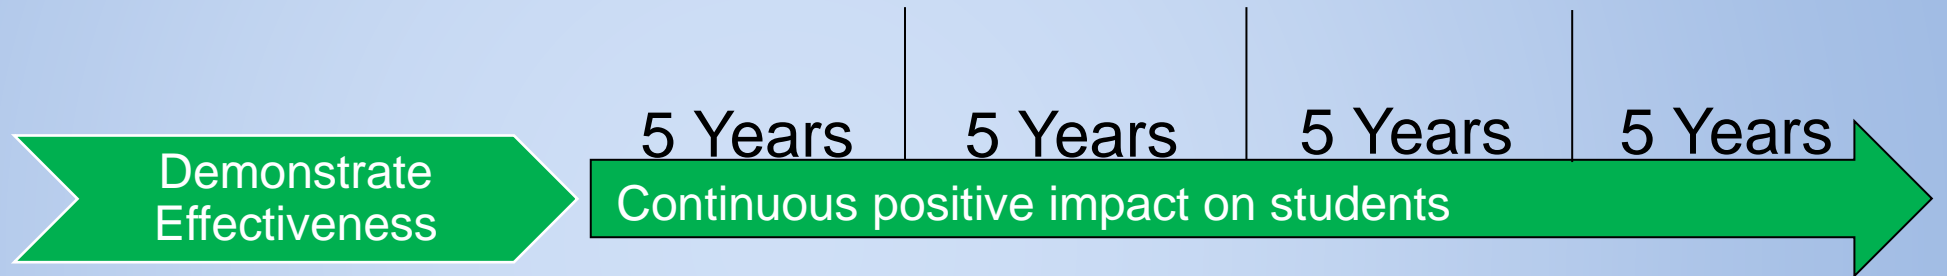 5 Years
5 Years
5 Years
5 Years
Demonstrate
Effectiveness
Continuous positive impact on students